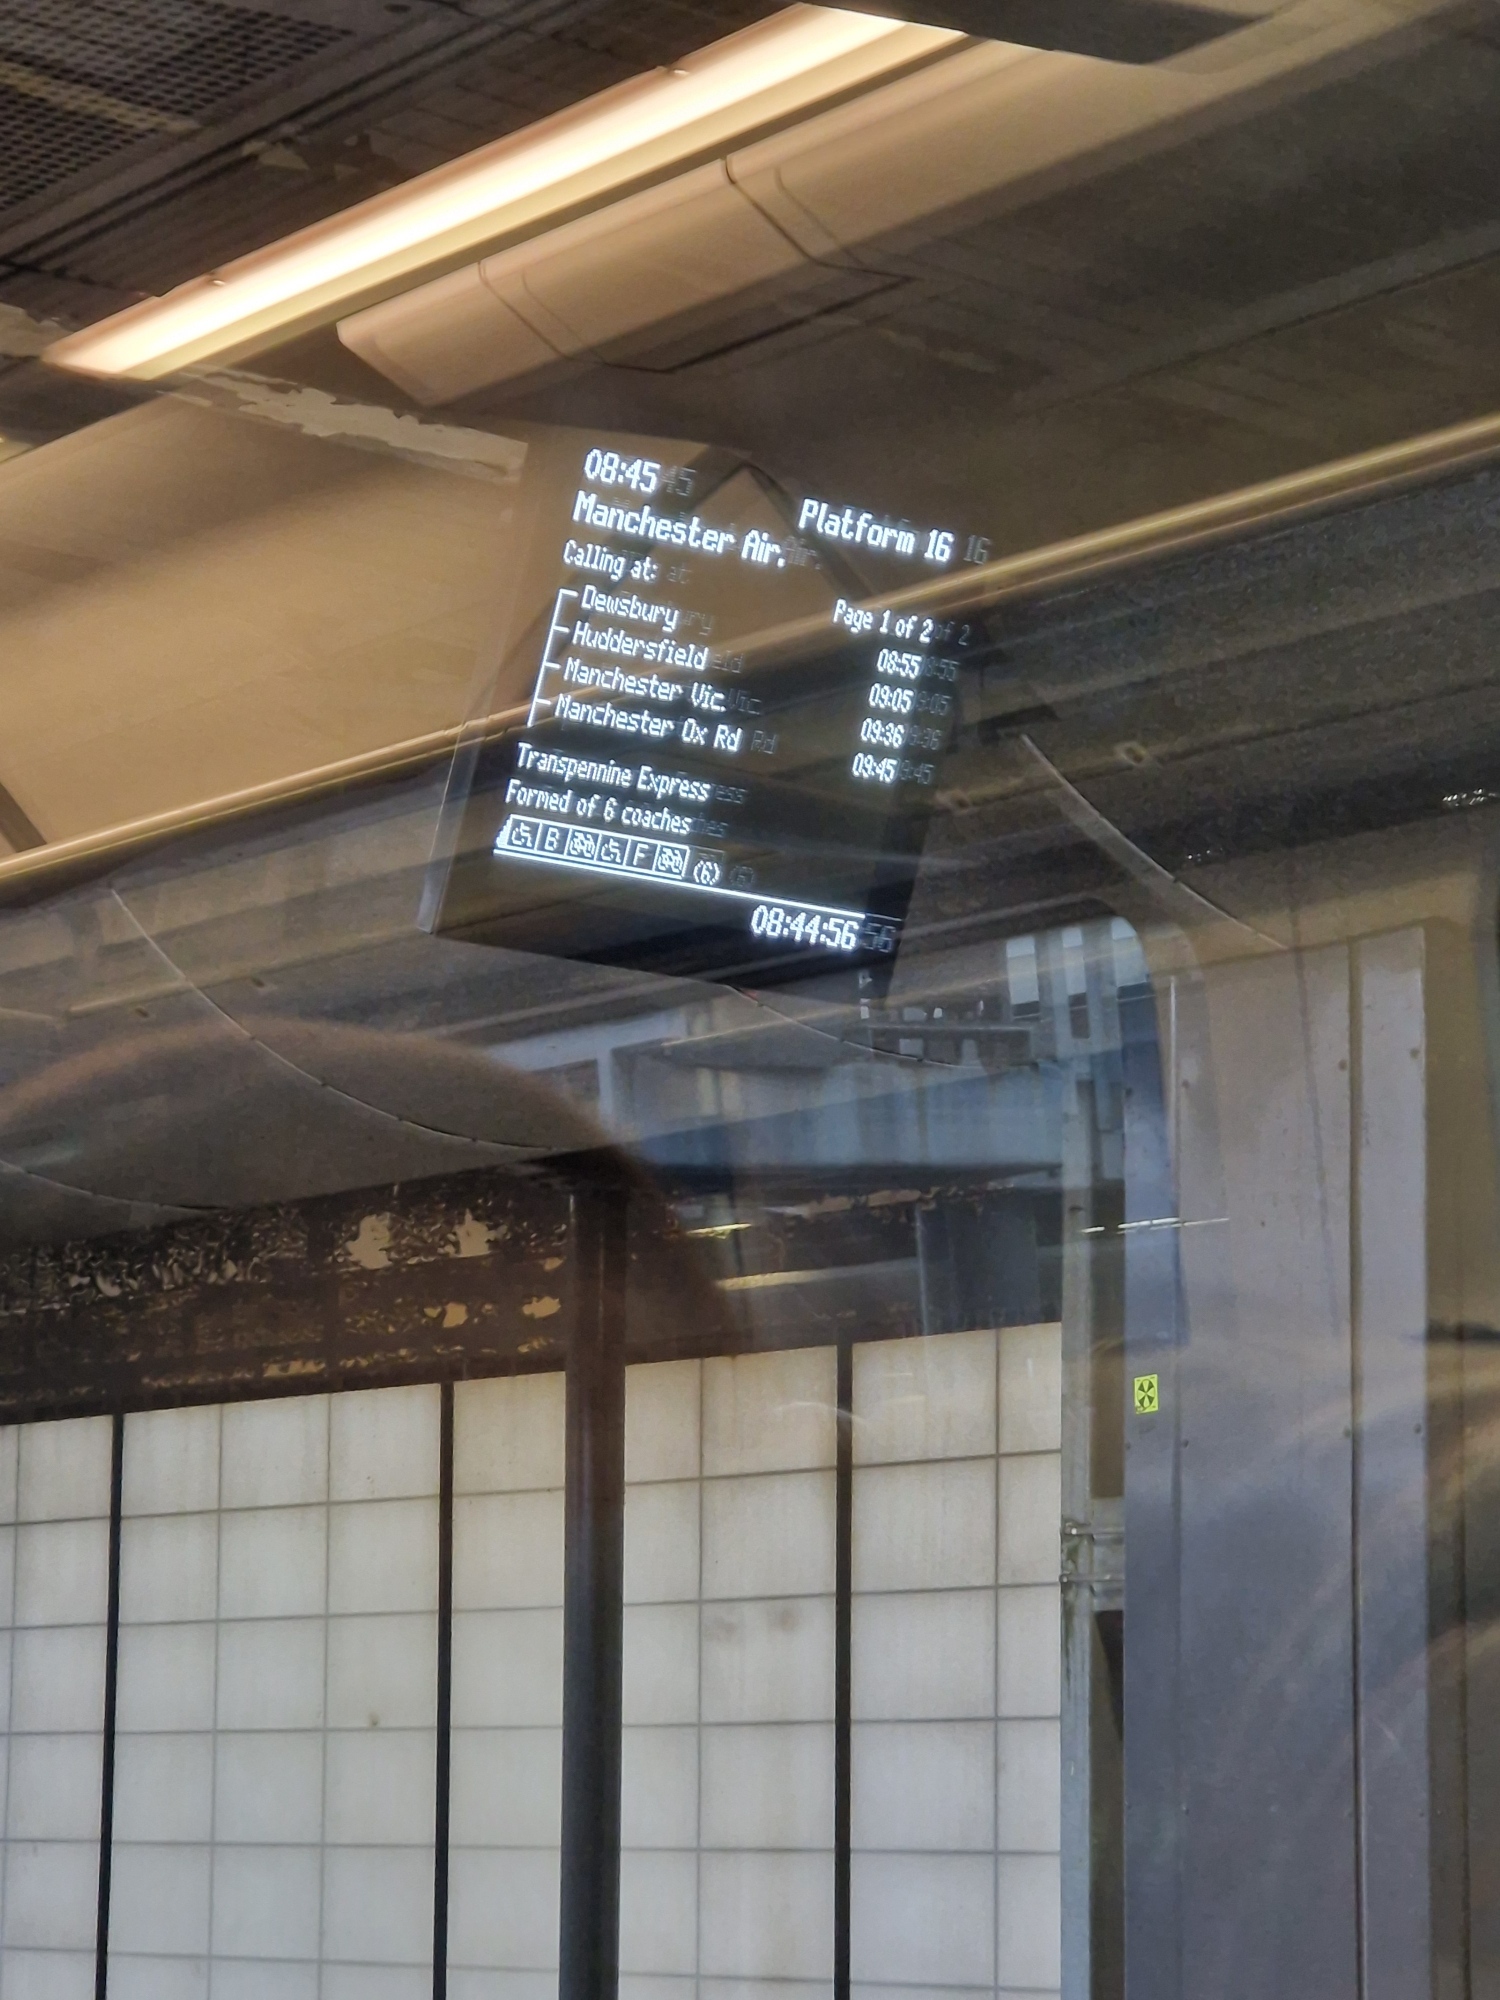 08:45
Manchester Air. Platform 16
Calling at: Page 1 of 2
Dewsbury 08:55
Huddersfield 09:05
Manchester Vic. 09:36
Manchester Ox Rd 09:45
Transpennine Express
Formed of 6 coaches
B F (6)
08:44:56